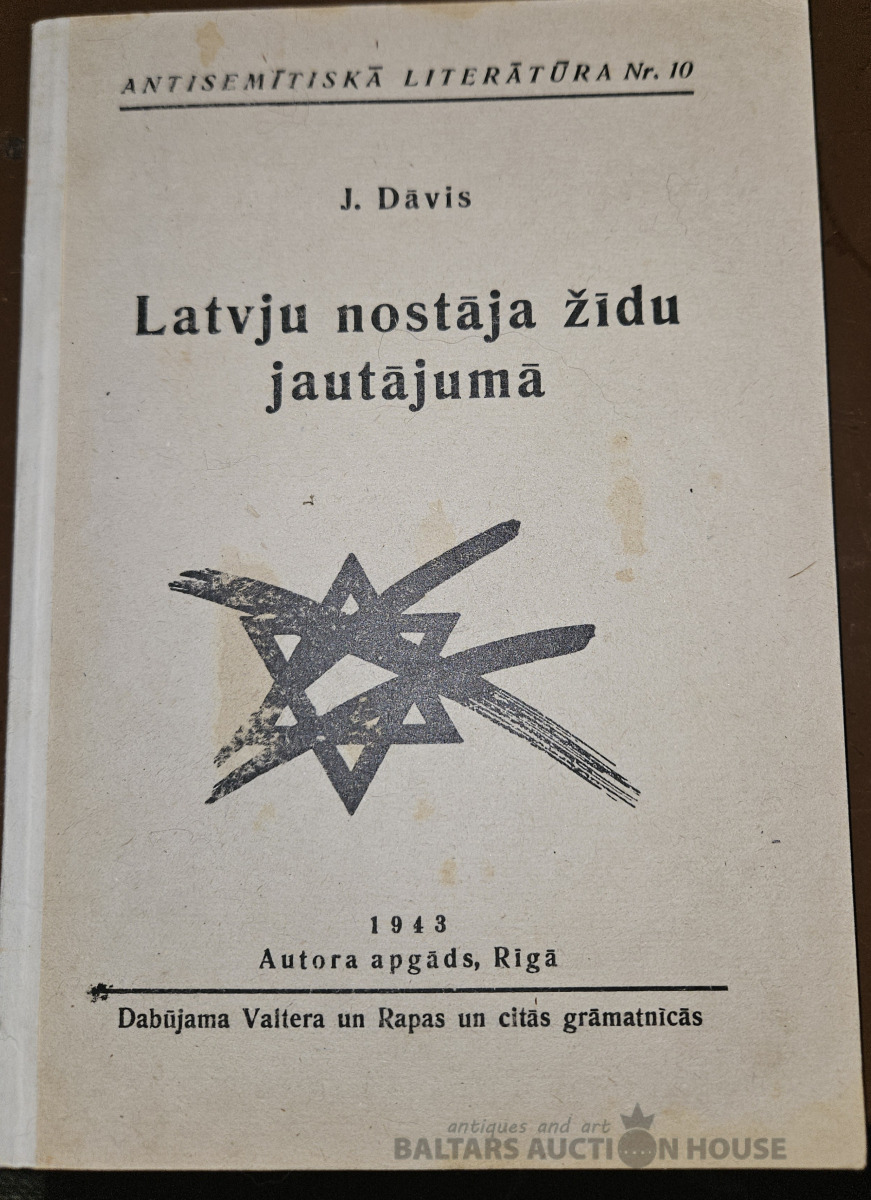 ANTISEMĪTISKĀ LITERĀTŪRA Nr. 10
J. Dāvis
Latvju nostāja žīdu
jautājumā
1943
Autora apgāds, Rīgā
Dabūjama Valtera un Rapas un citās grāmatnīcās
antiques and art
BALTARS AUCTION HOUSE